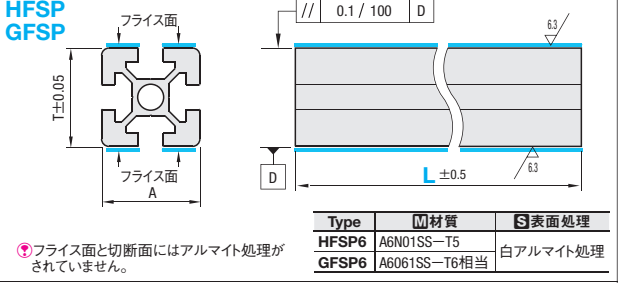 HFSP
GFSP
フライス面
// 0.1 / 100 D
6.3
T±0.05
フライス面
A
D
L ±0.5
6.3
Type M材質 S表面処理
HFSP6 A6N01SS−T5 白アルマイト処理
GFSP6 A6061SS−T6相当
フライス面と切断面にはアルマイト処理が
されていません。